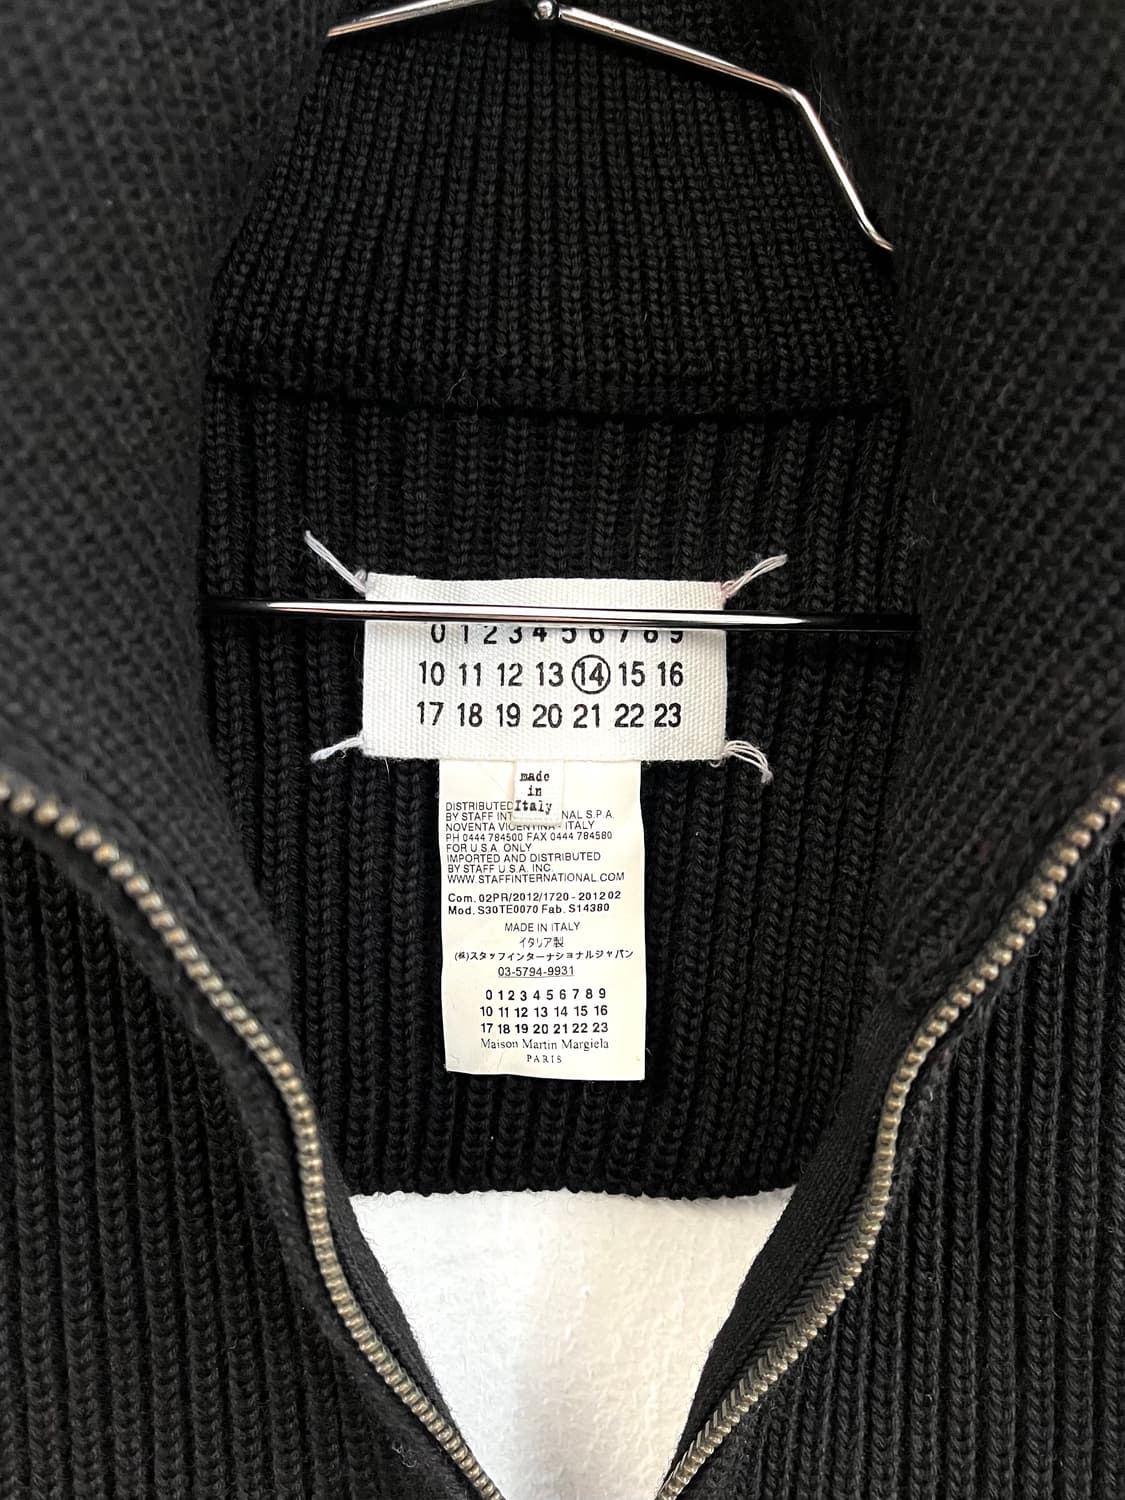 0 1 2 3 4 5 6 7 8 9
10 11 12 13 14 15 16
17 18 19 20 21 22 23
made
in
Italy
DISTRIBUTED
BY STAFF INT NAL S.P.A.
NOVENTA VICENTINA - ITALY
PH 0444 784500 FAX 0444 784580
FOR U.S.A. ONLY
IMPORTED AND DISTRIBUTED
BY STAFF U.S.A. INC.
WWW.STAFFINTERNATIONAL.COM
Com. 02PR/2012/1720 - 201202
Mod. S30TE0070 Fab. S14380
MADE IN ITALY
イタリア製
(株)スタッフインターナショナルジャパン
03-5794-9931
0 1 2 3 4 5 6 7 8 9
10 11 12 13 14 15 16
17 18 19 20 21 22 23
Maison Martin Margiela
PARIS